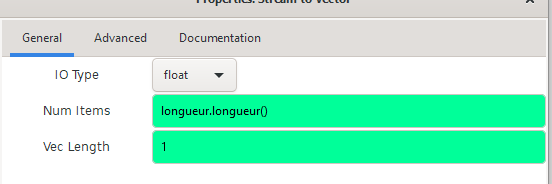 Properties: Stream to Vector
General Advanced Documentation
IO Type float
Num Items longueur.longueur()
Vec Length 1